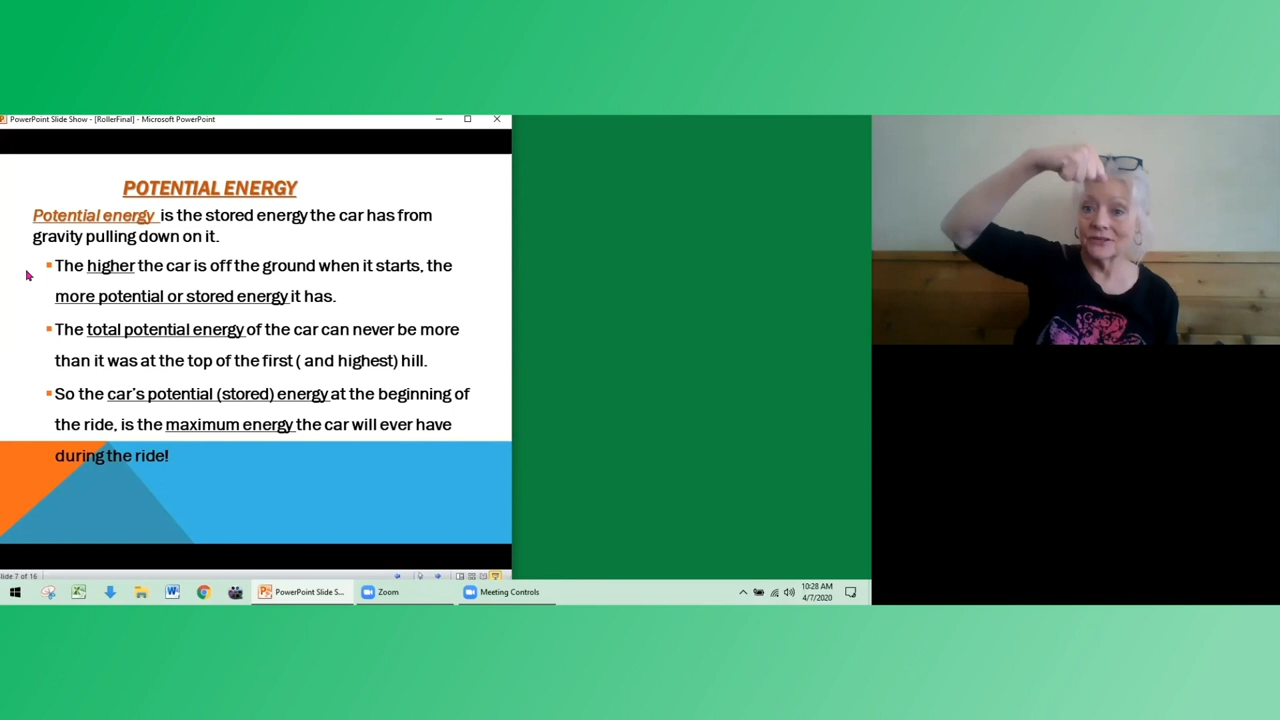 PowerPoint Slide Show - [RollerFinal] - Microsoft PowerPoint
POTENTIAL ENERGY
Potential energy is the stored energy the car has from
gravity pulling down on it.
The higher the car is off the ground when it starts, the
more potential or stored energy it has.
The total potential energy of the car can never be more
than it was at the top of the first ( and highest) hill.
So the car's potential (stored) energy at the beginning of
the ride, is the maximum energy the car will ever have
during the ride!
Slide 7 of 16
PowerPoint Slide S...
Zoom
Meeting Controls
10:28 AM
4/7/2020